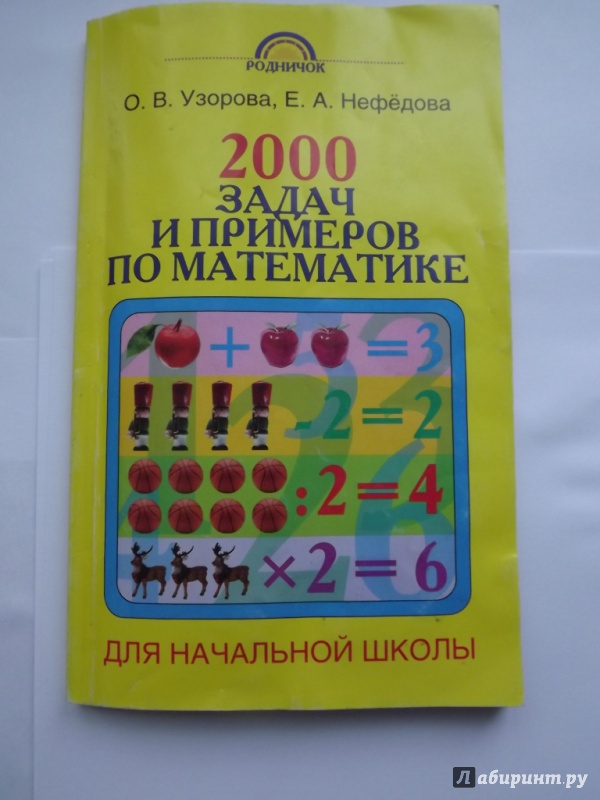 РОДНИЧОК
О. В. Узорова, Е. А. Нефёдова
2000
ЗАДАЧ
И ПРИМЕРОВ
ПО МАТЕМАТИКЕ
+ = 3
- 2 = 2
: 2 = 4
× 2 = 6
ДЛЯ НАЧАЛЬНОЙ ШКОЛЫ
Лабиринт.ру